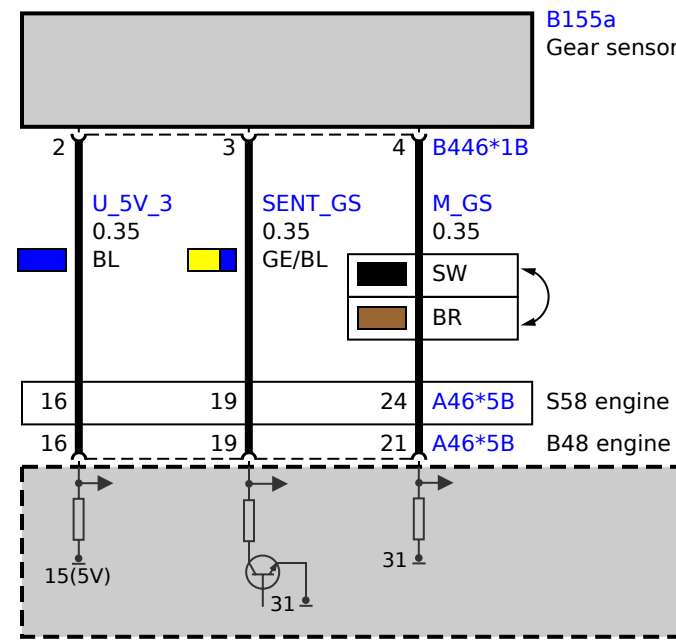 B155a
Gear sensor
2 3 4 B446*1B
U_5V_3 SENT_GS M_GS
0.35 0.35 0.35
BL GE/BL SW
BR
16 19 24 A46*5B S58 engine
16 19 21 A46*5B B48 engine
31
15(5V)
31